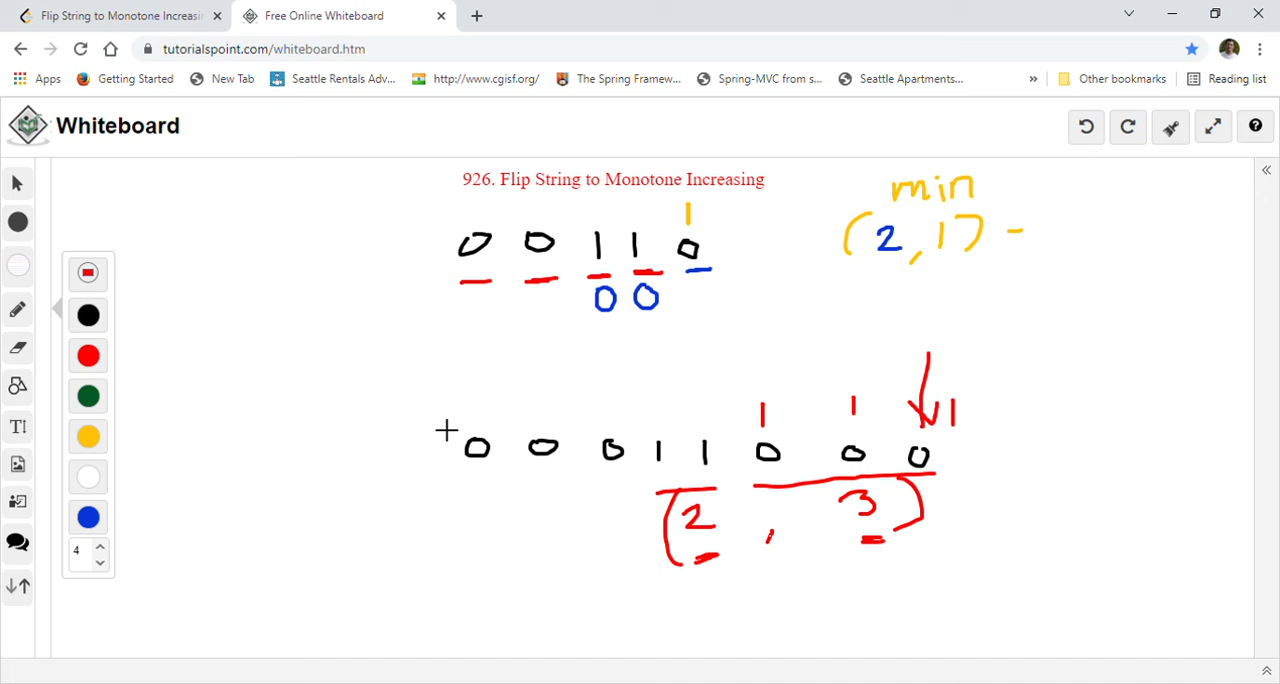 Flip String to Monotone Increasin
Free Online Whiteboard
tutorialspoint.com/whiteboard.htm
Apps
Getting Started
New Tab
Seattle Rentals Adv...
http://www.cgisf.org/
The Spring Framew...
Spring-MVC from s...
Seattle Apartments...
»
Other bookmarks
Reading list
Whiteboard
926. Flip String to Monotone Increasing
min
1
0 0 1 1 0
(2, 1) -
0 0
1 1 1
0 0 0 1 1 0 0 0
(2 , 3)
4